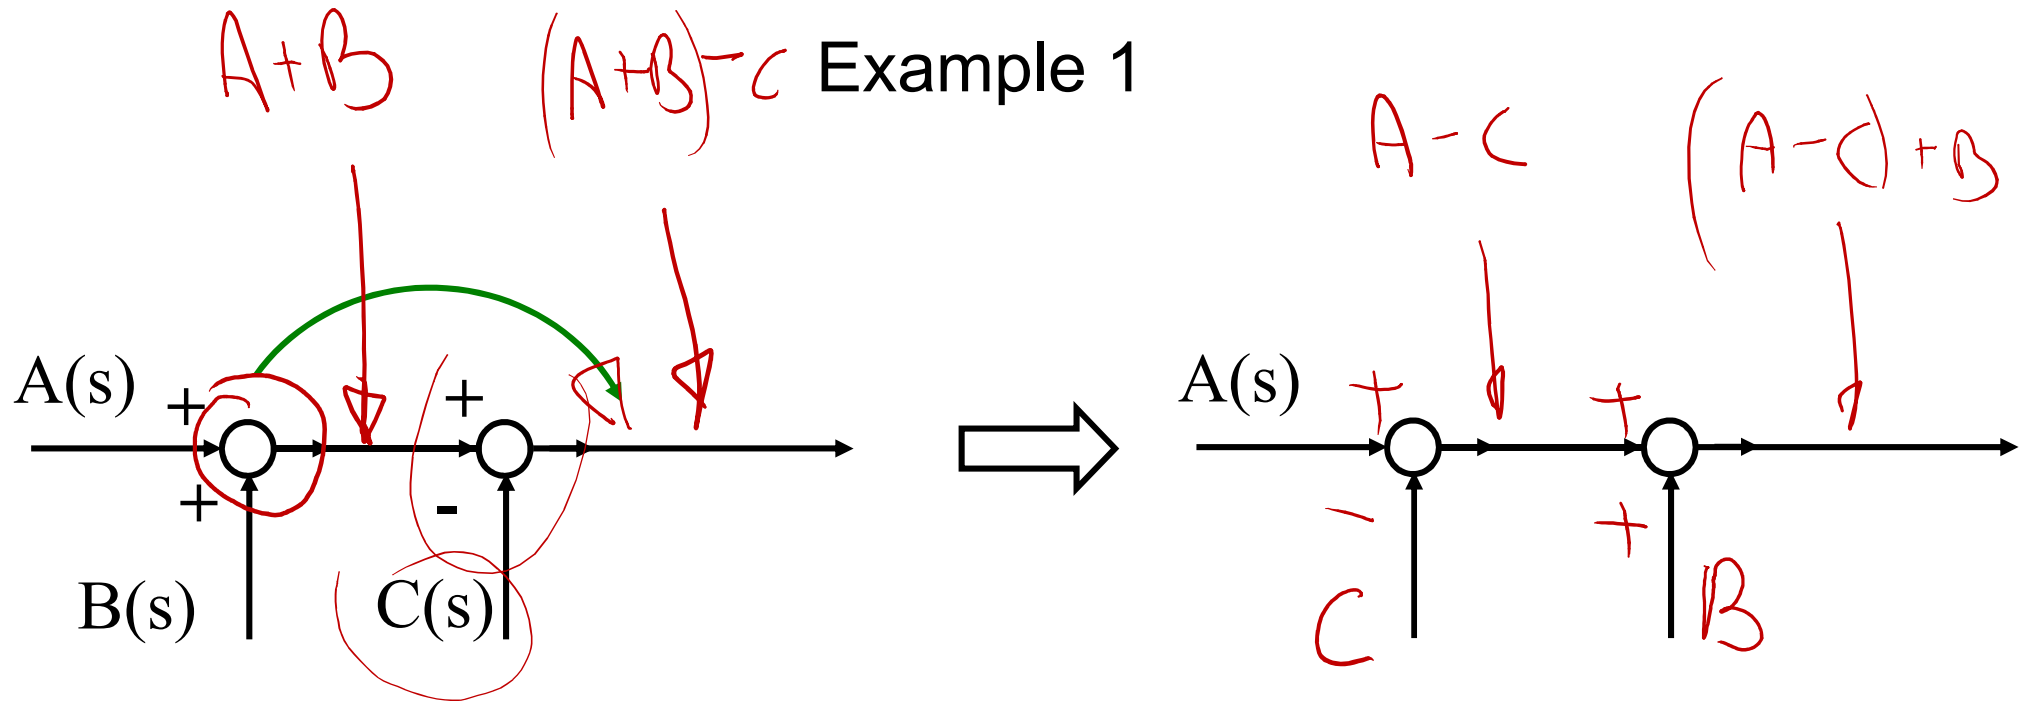 A+B (A+B)-C Example 1
A-C (A-C)+B
A(s) A(s)
+ + + +
+ - - +
B(s) C(s) C B